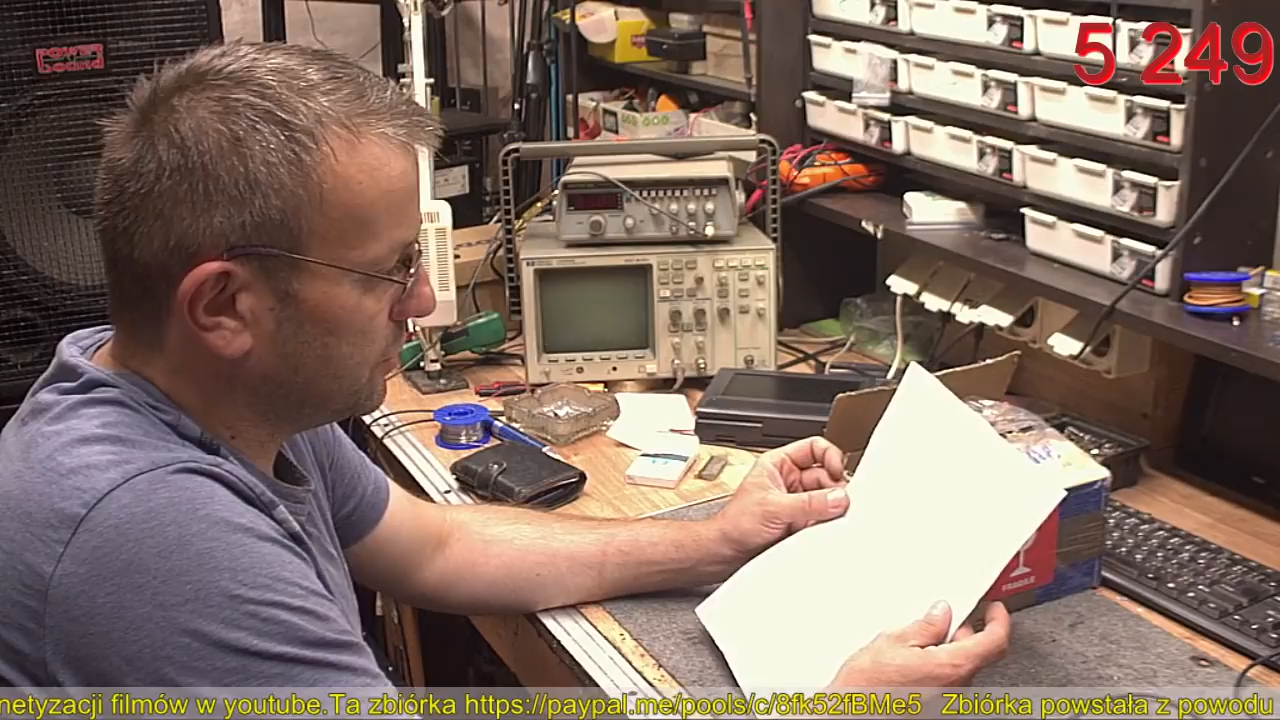 POWER
Sound
5 249
FRAGILE
netyzacji filmów w youtube.Ta zbiórka https://paypal.me/pools/c/8fk52fBMe5 Zbiórka powstała z powodu